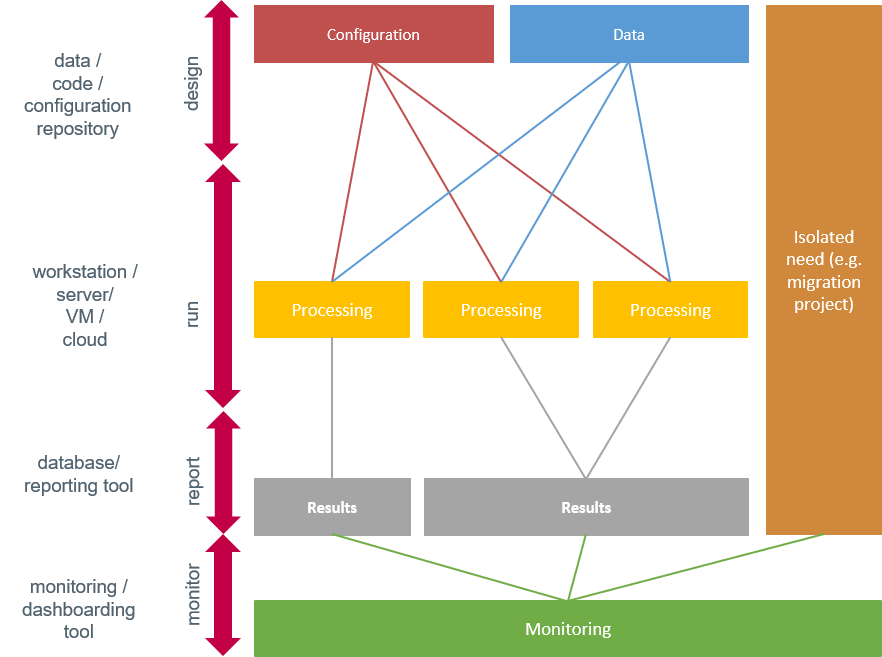 data /
code /
configuration
repository
design
Configuration
Data
workstation /
server/
VM /
cloud
run
Processing
Processing
Processing
Isolated
need (e.g.
migration
project)
database/
reporting tool
report
Results
Results
monitoring /
dashboarding
tool
monitor
Monitoring